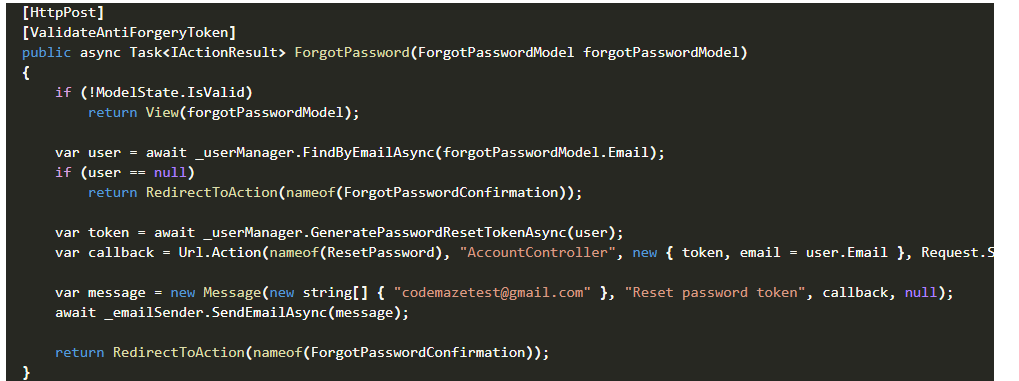 [HttpPost]
[ValidateAntiForgeryToken]
public async Task<IActionResult> ForgotPassword(ForgotPasswordModel forgotPasswordModel)
{
    if (!ModelState.IsValid)
        return View(forgotPasswordModel);

    var user = await _userManager.FindByEmailAsync(forgotPasswordModel.Email);
    if (user == null)
        return RedirectToAction(nameof(ForgotPasswordConfirmation));

    var token = await _userManager.GeneratePasswordResetTokenAsync(user);
    var callback = Url.Action(nameof(ResetPassword), "AccountController", new { token, email = user.Email }, Request.S

    var message = new Message(new string[] { "codemazetest@gmail.com" }, "Reset password token", callback, null);
    await _emailSender.SendEmailAsync(message);

    return RedirectToAction(nameof(ForgotPasswordConfirmation));
}